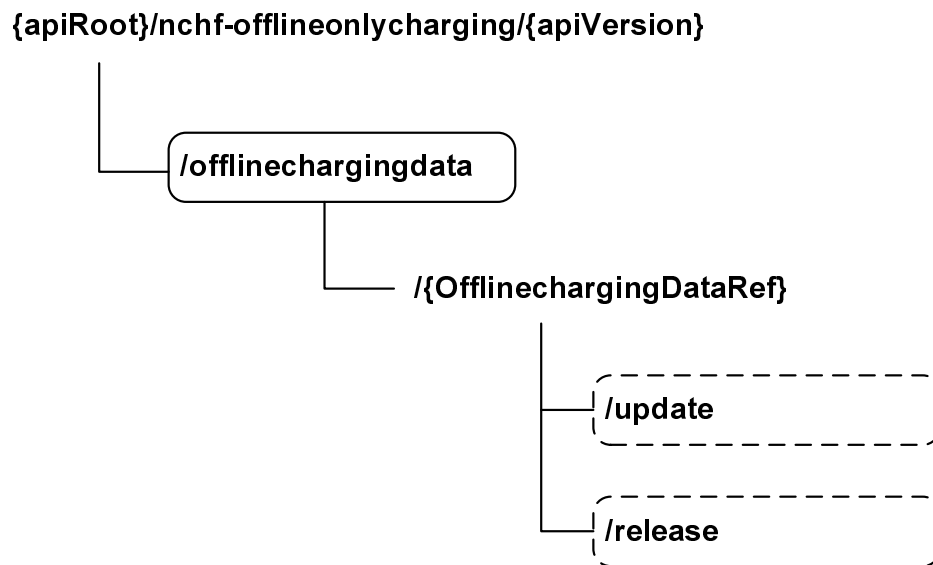 {apiRoot}/nchf-offlineonlycharging/{apiVersion}
/offlinechargingdata
/{OfflinechargingDataRef}
/update
/release